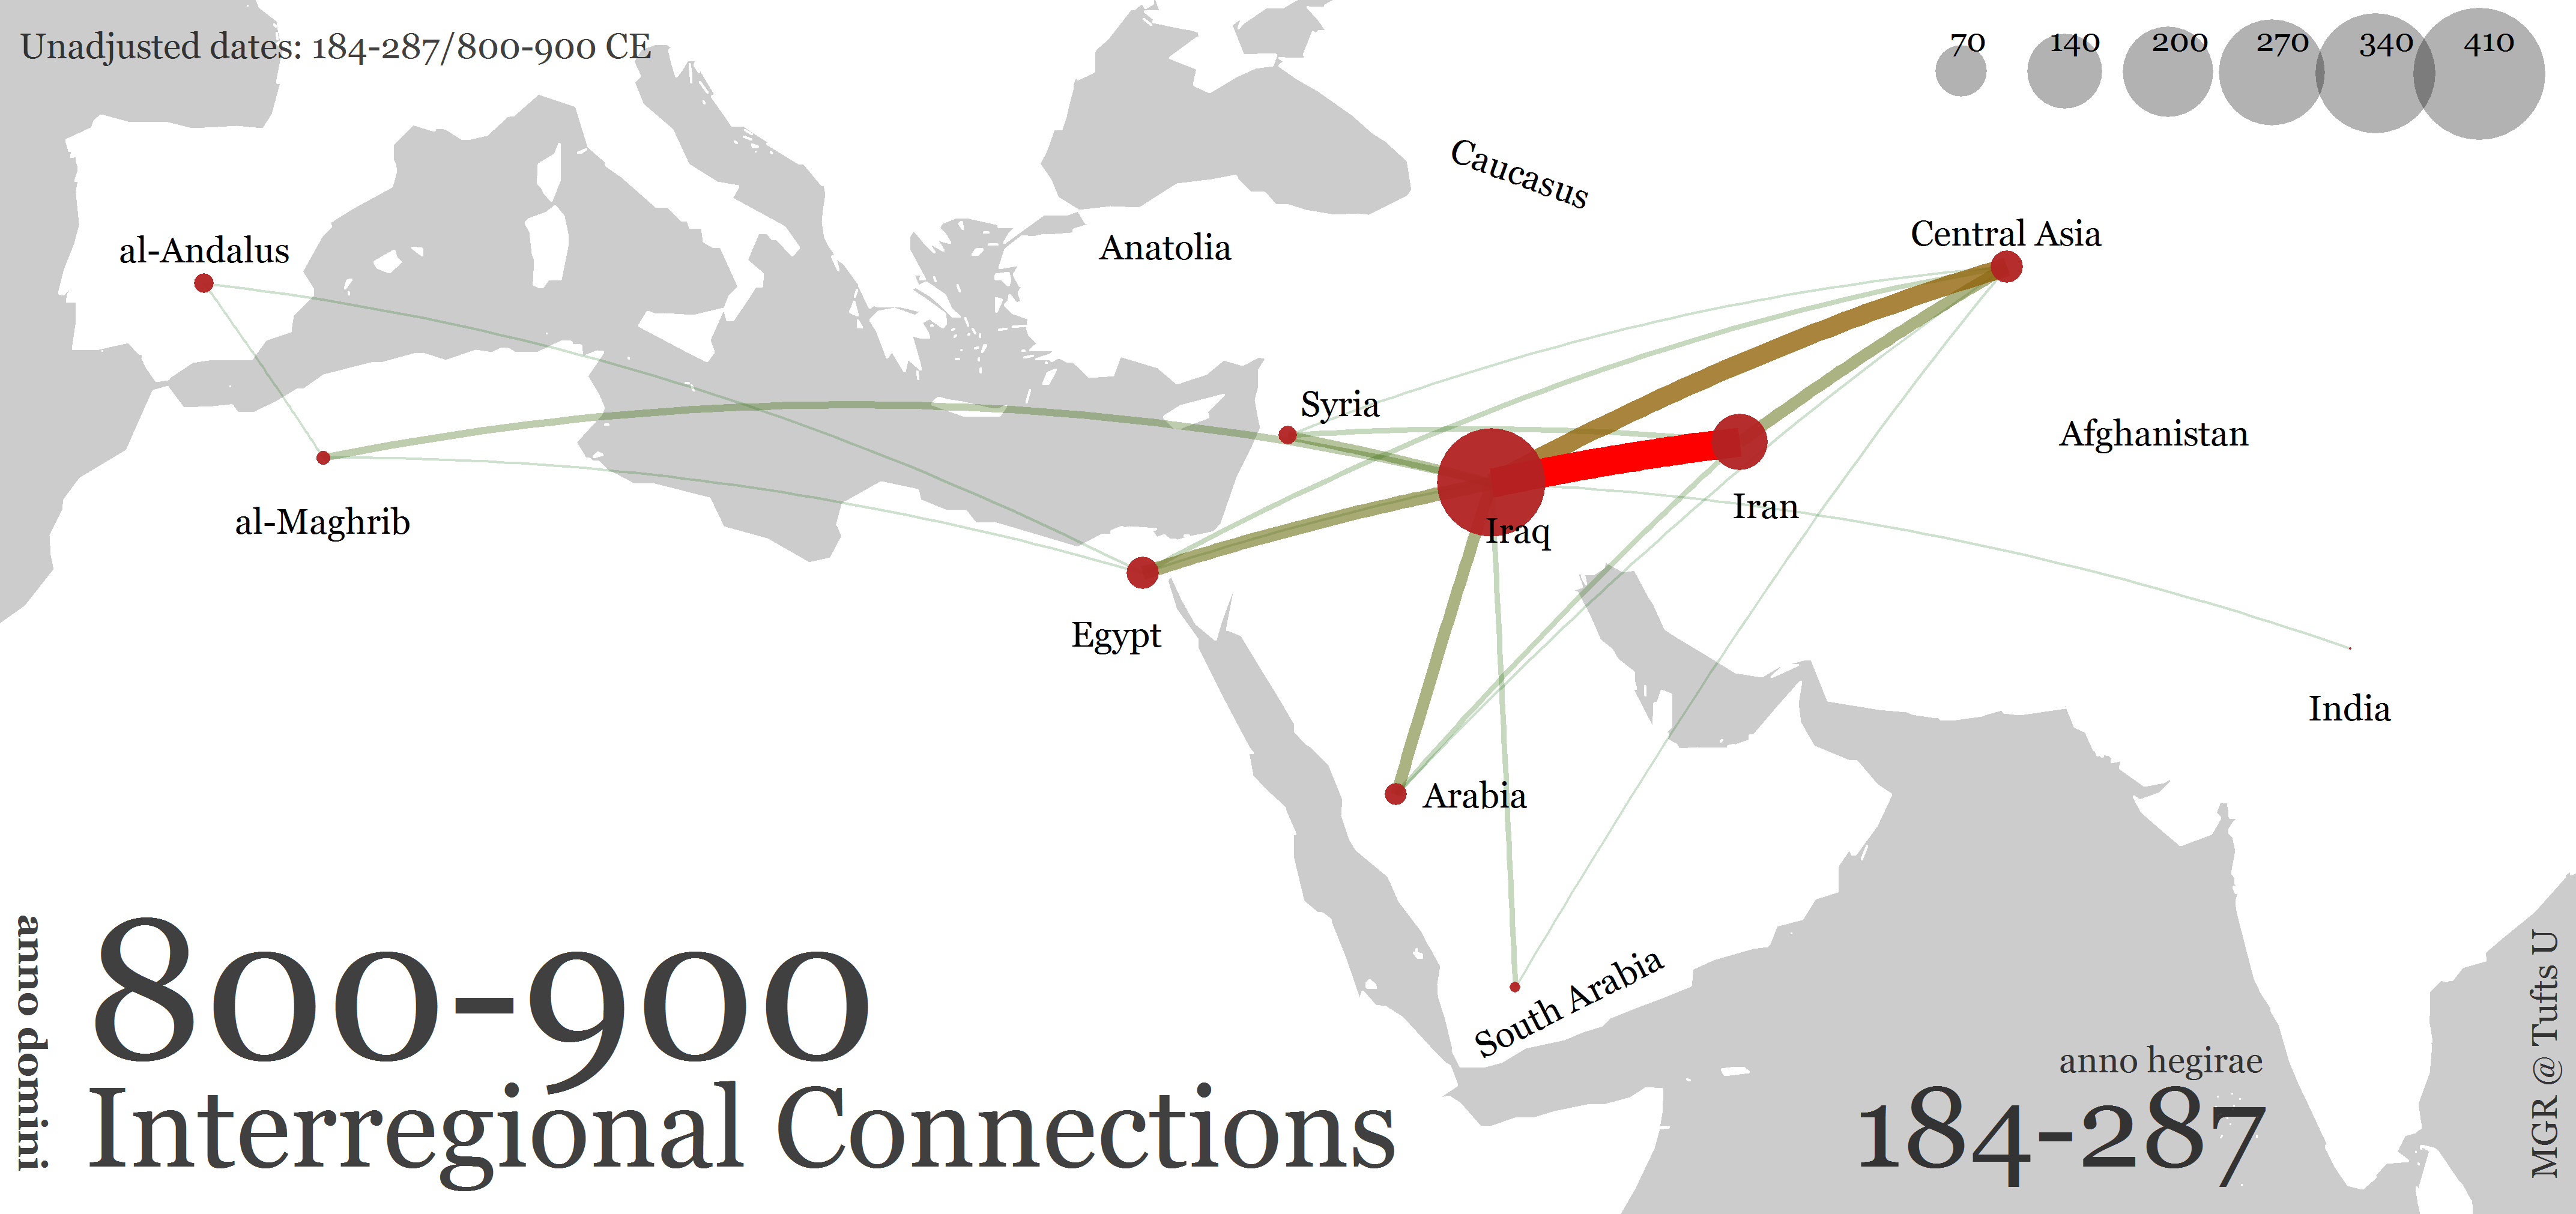 Unadjusted dates: 184-287/800-900 CE
70 140 200 270 340 410
Caucasus
Central Asia
al-Andalus
Anatolia
Syria
Afghanistan
Iran
al-Maghrib
Iraq
Egypt
India
Arabia
South Arabia
anno domini
800-900
Interregional Connections
anno hegirae
184-287
MGR @ Tufts U